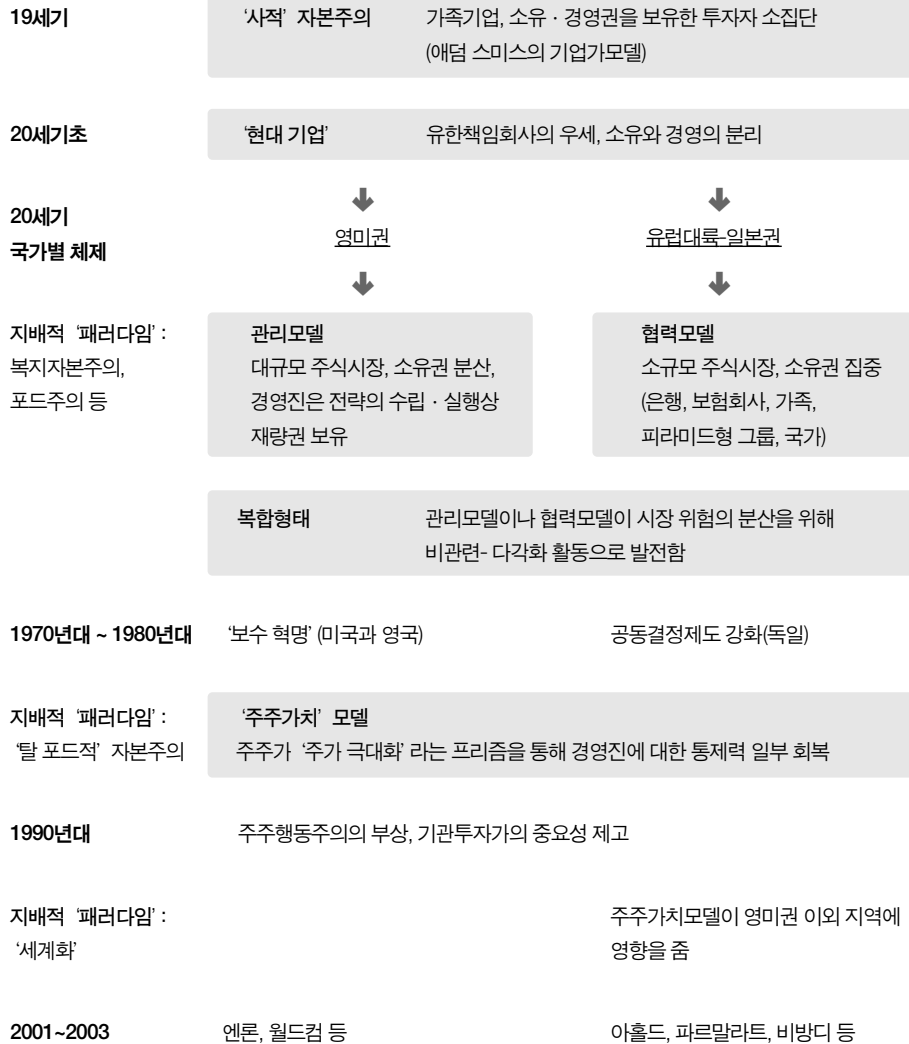 19세기 ‘사적’ 자본주의 가족기업, 소유 · 경영권을 보유한 투자자 소집단
(애덤 스미스의 기업가모델)
20세기초 ‘현대 기업’ 유한책임회사의 우세, 소유와 경영의 분리
20세기
국가별 체제
영미권 유럽대륙-일본권
지배적 ‘패러다임’ :
복지자본주의,
포드주의 등
관리모델
대규모 주식시장, 소유권 분산,
경영진은 전략의 수립 · 실행상
재량권 보유
협력모델
소규모 주식시장, 소유권 집중
(은행, 보험회사, 가족,
피라미드형 그룹, 국가)
복합형태 관리모델이나 협력모델이 시장 위험의 분산을 위해
비관련- 다각화 활동으로 발전함
1970년대 ~ 1980년대 ‘보수 혁명’ (미국과 영국) 공동결정제도 강화(독일)
지배적 ‘패러다임’ :
‘탈 포드적’ 자본주의
‘주주가치’ 모델
주주가 ‘주가 극대화’ 라는 프리즘을 통해 경영진에 대한 통제력 일부 회복
1990년대 주주행동주의의 부상, 기관투자가의 중요성 제고
지배적 ‘패러다임’ :
‘세계화’
주주가치모델이 영미권 이외 지역에
영향을 줌
2001~2003 엔론, 월드컴 등 아홀드, 파르말라트, 비방디 등